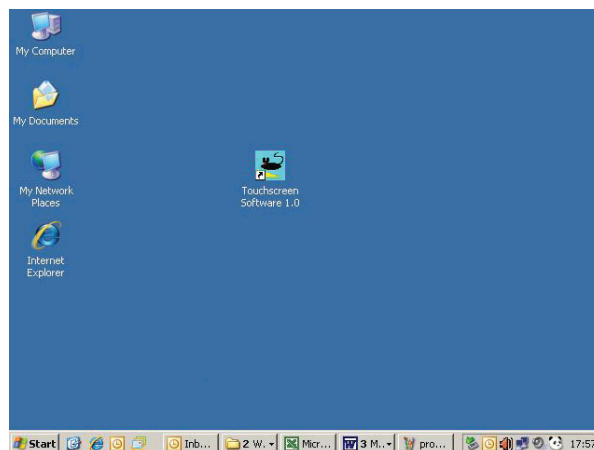 My Computer
My Documents
My Network
Places
Internet
Explorer
Touchscreen
Software 1.0
Start Inb... 2 W. Micr... 3 M.. pro... 17:57